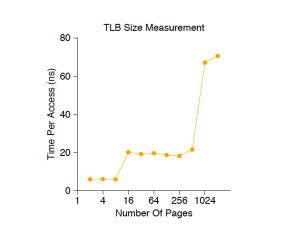 TLB Size Measurement
80
60
40
20
0
Time Per Access (ns)
1 4 16 64 256 1024
Number Of Pages